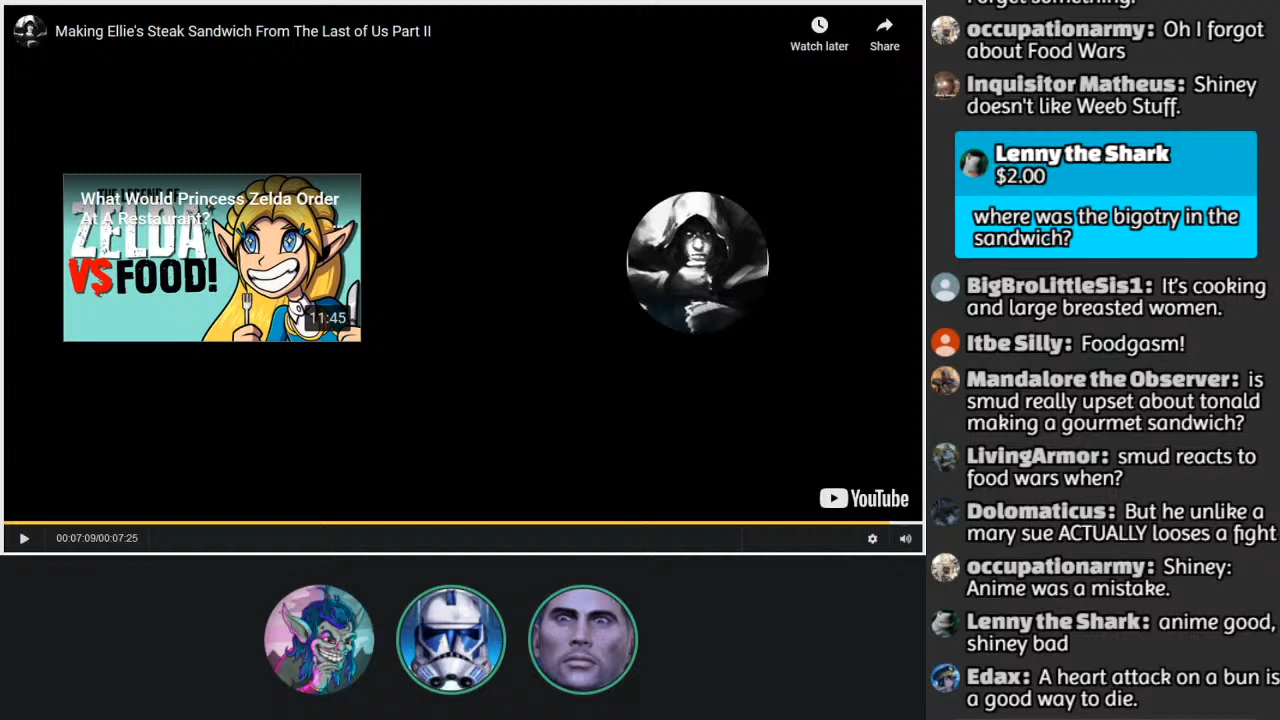 Making Ellie's Steak Sandwich From The Last of Us Part II
Watch later
Share
THE LEGEND OF
ZELDA
VS FOOD!
What Would Princess Zelda Order
At A Restaurant?
11:45
YouTube
00:07:09/00:07:25
Forget something!
occupationarmy: Oh I forgot
about Food Wars
Inquisitor Matheus: Shiney
doesn't like Weeb Stuff.
Lenny the Shark
$2.00
where was the bigotry in the
sandwich?
BigBroLittleSis1: It's cooking
and large breasted women.
Itbe Silly: Foodgasm!
Mandalore the Observer: is
smud really upset about tonald
making a gourmet sandwich?
LivingArmor: smud reacts to
food wars when?
Dolomaticus: But he unlike a
mary sue ACTUALLY looses a fight
occupationarmy: Shiney:
Anime was a mistake.
Lenny the Shark: anime good,
shiney bad
Edax: A heart attack on a bun is
a good way to die.